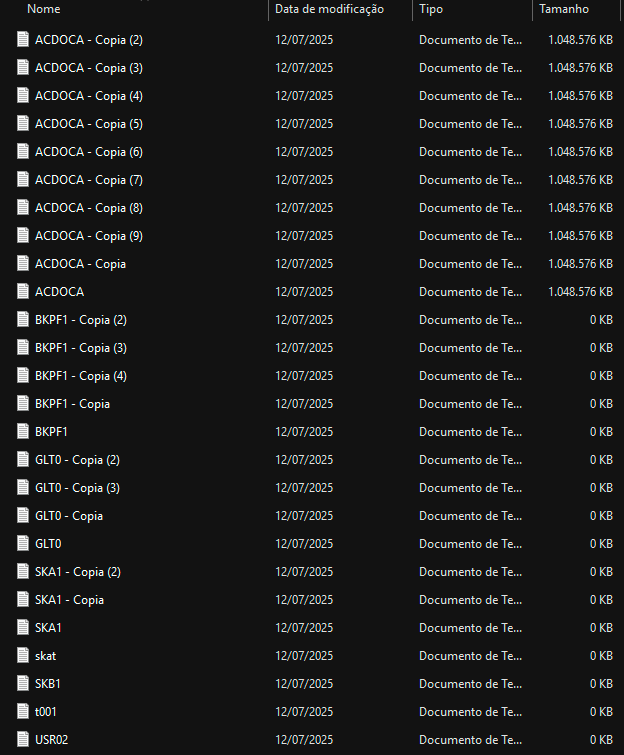 Nome Data de modificação Tipo Tamanho
ACDOCA - Copia (2) 12/07/2025 Documento de Te... 1.048.576 KB
ACDOCA - Copia (3) 12/07/2025 Documento de Te... 1.048.576 KB
ACDOCA - Copia (4) 12/07/2025 Documento de Te... 1.048.576 KB
ACDOCA - Copia (5) 12/07/2025 Documento de Te... 1.048.576 KB
ACDOCA - Copia (6) 12/07/2025 Documento de Te... 1.048.576 KB
ACDOCA - Copia (7) 12/07/2025 Documento de Te... 1.048.576 KB
ACDOCA - Copia (8) 12/07/2025 Documento de Te... 1.048.576 KB
ACDOCA - Copia (9) 12/07/2025 Documento de Te... 1.048.576 KB
ACDOCA - Copia 12/07/2025 Documento de Te... 1.048.576 KB
ACDOCA 12/07/2025 Documento de Te... 1.048.576 KB
BKPF1 - Copia (2) 12/07/2025 Documento de Te... 0 KB
BKPF1 - Copia (3) 12/07/2025 Documento de Te... 0 KB
BKPF1 - Copia (4) 12/07/2025 Documento de Te... 0 KB
BKPF1 - Copia 12/07/2025 Documento de Te... 0 KB
BKPF1 12/07/2025 Documento de Te... 0 KB
GLT0 - Copia (2) 12/07/2025 Documento de Te... 0 KB
GLT0 - Copia (3) 12/07/2025 Documento de Te... 0 KB
GLT0 - Copia 12/07/2025 Documento de Te... 0 KB
GLT0 12/07/2025 Documento de Te... 0 KB
SKA1 - Copia (2) 12/07/2025 Documento de Te... 0 KB
SKA1 - Copia 12/07/2025 Documento de Te... 0 KB
SKA1 12/07/2025 Documento de Te... 0 KB
skat 12/07/2025 Documento de Te... 0 KB
SKB1 12/07/2025 Documento de Te... 0 KB
t001 12/07/2025 Documento de Te... 0 KB
USR02 12/07/2025 Documento de Te... 0 KB